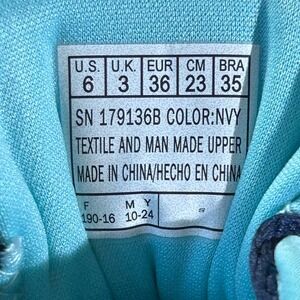 U.S. U.K. EUR CM BRA
6 3 36 23 35
SN 179136B COLOR:NVY
TEXTILE AND MAN MADE UPPER
MADE IN CHINA/HECHO EN CHINA
F M Y
190-16 10-24